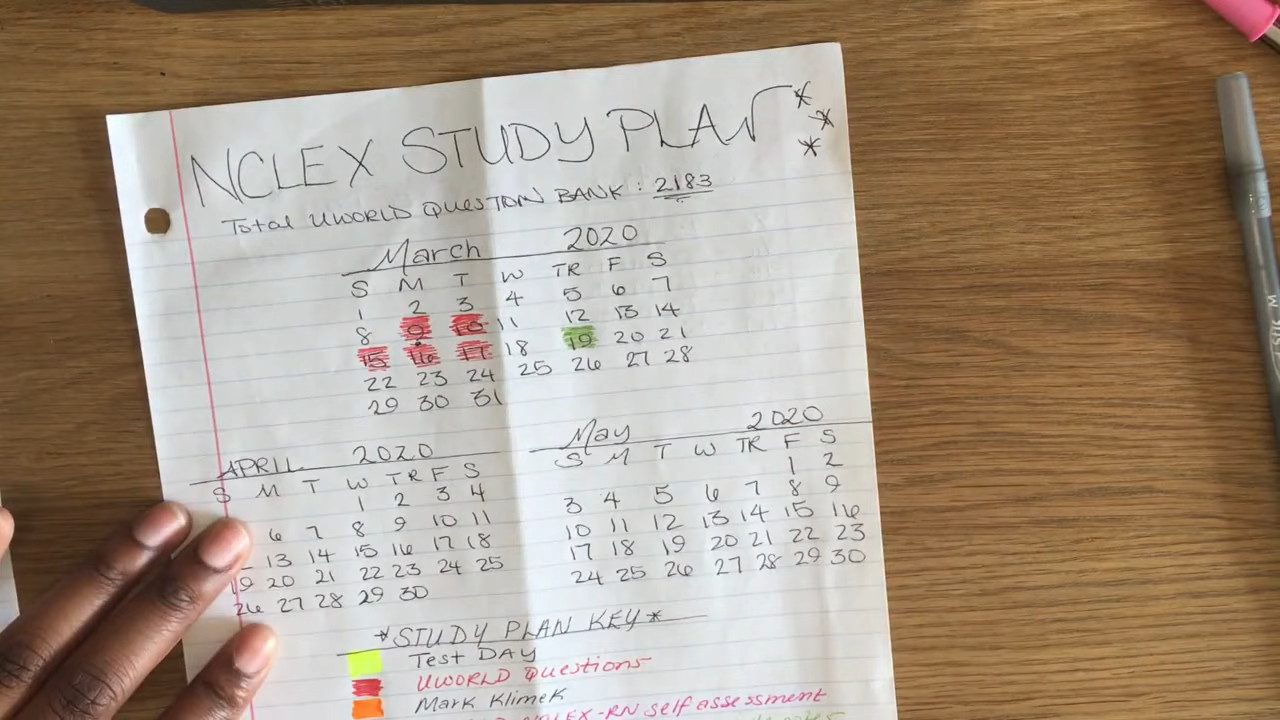 NCLEX STUDY PLAN ***
Total UWORLD QUESTION BANK : 2183
March 2020
S M T W TR F S
1 2 3 4 5 6 7
8 9 10 11 12 13 14
15 16 17 18 19 20 21
22 23 24 25 26 27 28
29 30 31
APRIL 2020
S M T W TR F S
1 2 3 4
6 7 8 9 10 11
13 14 15 16 17 18
19 20 21 22 23 24 25
26 27 28 29 30
May 2020
S M T W TR F S
1 2
3 4 5 6 7 8 9
10 11 12 13 14 15 16
17 18 19 20 21 22 23
24 25 26 27 28 29 30
*STUDY PLAN KEY*
Test DAY
UWORLD Questions
Mark Klimek
NCLEX-RN self assessment